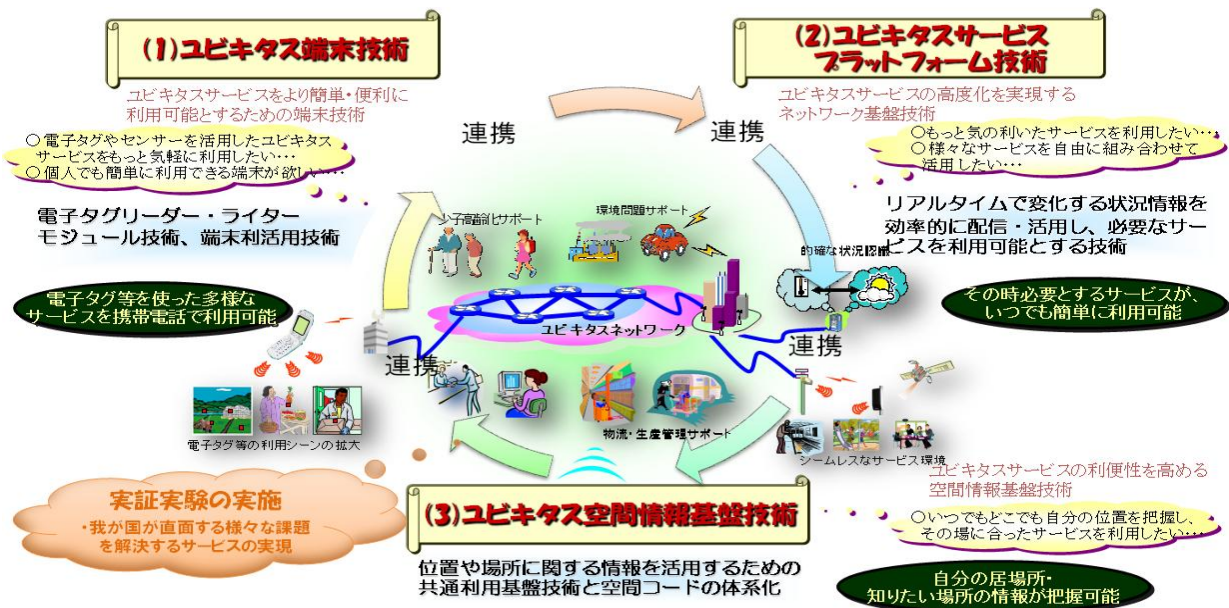 (1)ユビキタス端末技術
ユビキタスサービスをより簡単・便利に
利用可能とするための端末技術
○電子タグやセンサーを活用したユビキタス
サービスをもっと気軽に利用したい・・・
○個人でも簡単に利用できる端末が欲しい・・・
電子タグリーダー・ライター
モジュール技術、端末利活用技術
電子タグ等を使った多様な
サービスを携帯電話で利用可能
電子タグ等の利用シーンの拡大
実証実験の実施
・我が国が直面する様々な課題
を解決するサービスの実現
連携
連携
連携
連携
少子高齢化サポート
環境問題サポート
ユビキタスネットワーク
物流・生産管理サポート
(2)ユビキタスサービス
プラットフォーム技術
ユビキタスサービスの高度化を実現する
ネットワーク基盤技術
○もっと気の利いたサービスを利用したい・・・
○様々なサービスを自由に組み合わせて
活用したい・・・
リアルタイムで変化する状況情報を
効率的に配信・活用し、必要なサー
ビスを利用可能とする技術
的確な状況認識
その時必要とするサービスが、
いつでも簡単に利用可能
シームレスなサービス環境
(3)ユビキタス空間情報基盤技術
位置や場所に関する情報を活用するための
共通利用基盤技術と空間コードの体系化
ユビキタスサービスの利便性を高める
空間情報基盤技術
○いつでもどこでも自分の位置を把握し、
その場に合ったサービスを利用したい・・・
自分の居場所・
知りたい場所の情報が把握可能